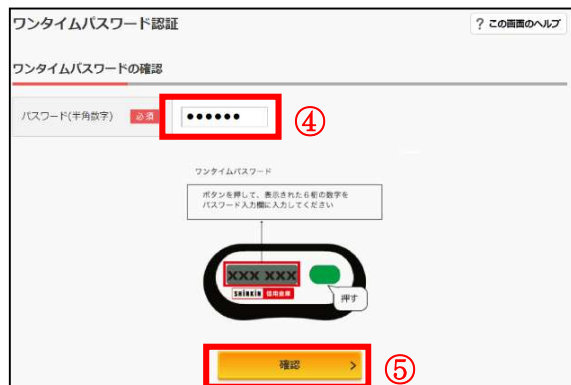 ワンタイムパスワード認証
? この画面のヘルプ
ワンタイムパスワードの確認
パスワード(半角数字) 必須 ●●●●●● ④
ワンタイムパスワード
ボタンを押して、表示された6桁の数字を
パスワード入力欄に入力してください
XXX XXX
SHINKIN 信用金庫
押す
確認 > ⑤